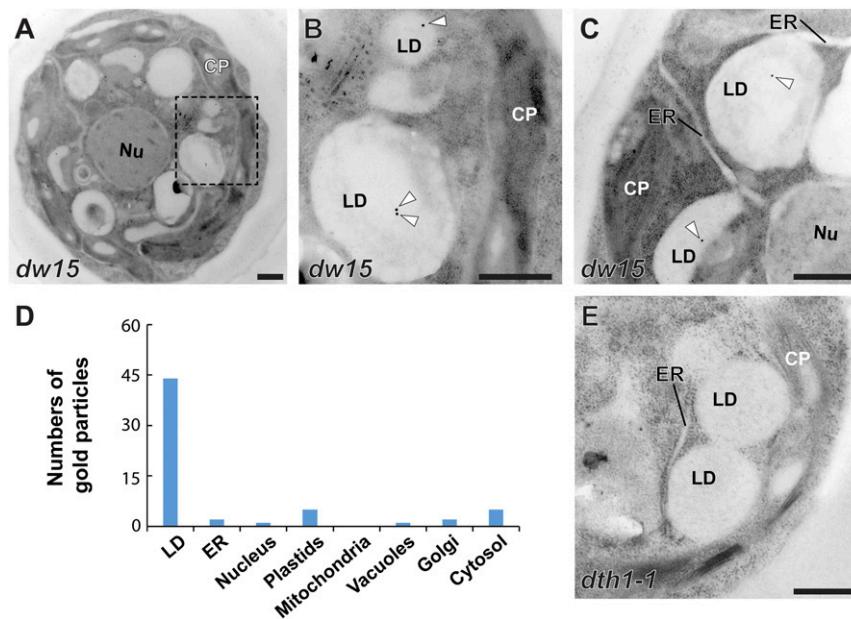 A
CP
Nu
dw15
B
LD
CP
LD
C
ER
LD
ER
CP
LD
Nu
dw15
D
Numbers of
gold particles
60
45
30
15
0
LD
ER
Nucleus
Plastids
Mitochondria
Vacuoles
Golgi
Cytosol
E
CP
ER
LD
LD
dth1-1